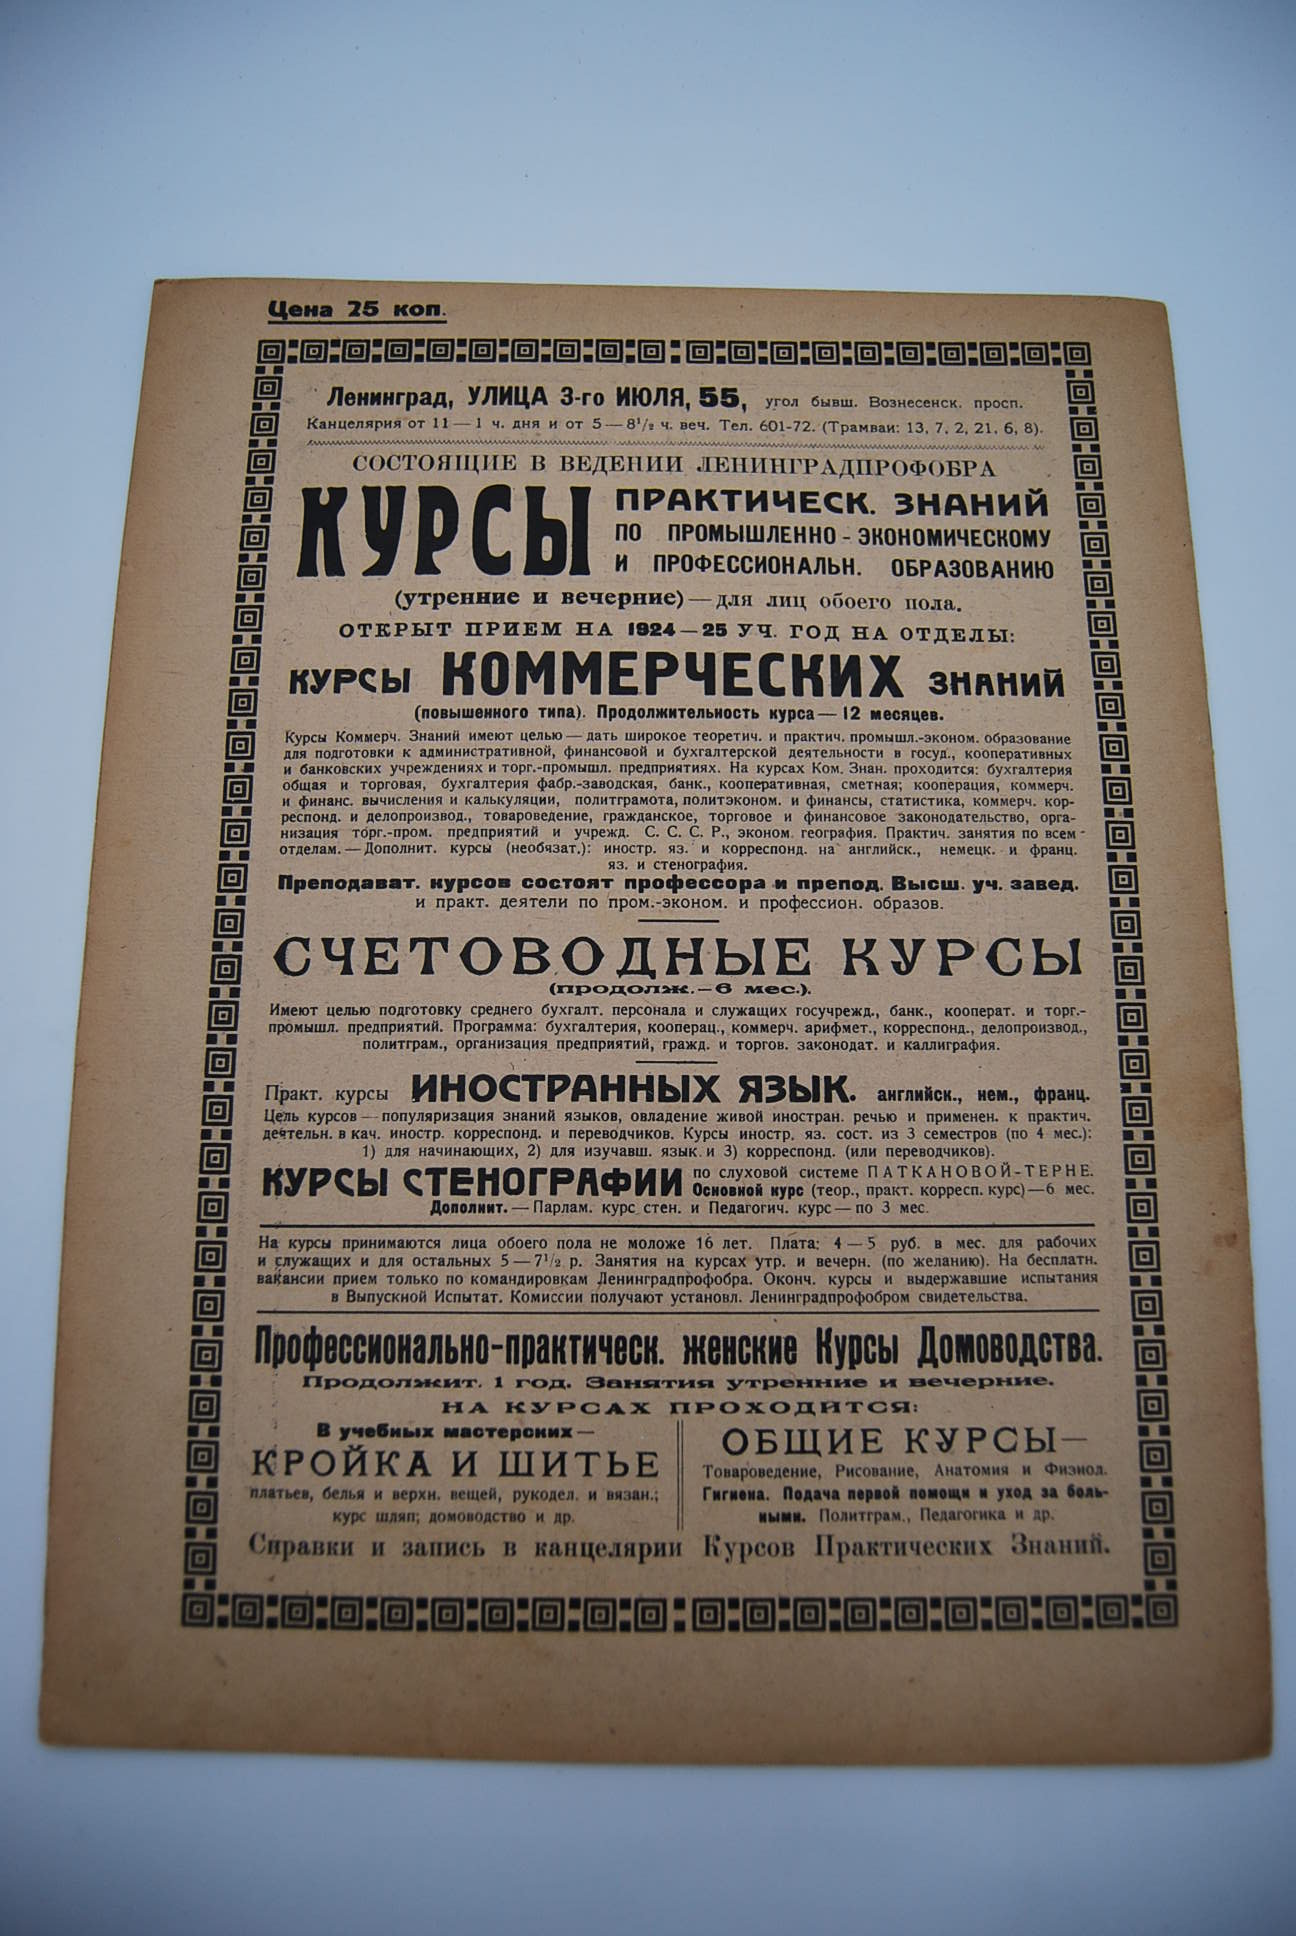 Цена 25 коп.
Ленинград, УЛИЦА 3-го ИЮЛЯ, 55, угол бывш. Вознесенск. просп.
Канцелярия от 11 — 1 ч. дня и от 5 — 8½ ч. веч. Тел. 601-72. (Трамваи: 13, 7, 2, 21, 6, 8).
СОСТОЯЩИЕ В ВЕДЕНИИ ЛЕНИНГРАДПРОФОБРА
КУРСЫ ПРАКТИЧЕСК. ЗНАНИЙ
ПО ПРОМЫШЛЕННО - ЭКОНОМИЧЕСКОМУ
И ПРОФЕССИОНАЛЬН. ОБРАЗОВАНИЮ
(утренние и вечерние) — для лиц обоего пола.
ОТКРЫТ ПРИЕМ НА 1924 — 25 УЧ. ГОД НА ОТДЕЛЫ:
КУРСЫ КОММЕРЧЕСКИХ ЗНАНИЙ
(повышенного типа). Продолжительность курса — 12 месяцев.
Курсы Коммерч. Знаний имеют целью — дать широкое теоретич. и практич. промышл.-эконом. образование
для подготовки к административной, финансовой и бухгалтерской деятельности в госуд., кооперативных
и банковских учреждениях и торг.-промышл. предприятиях. На курсах Ком. Знан. проходится: бухгалтерия
общая и торговая, бухгалтерия фабр.-заводская, банк., кооперативная, сметная; кооперация, коммерч.
и финанс. вычисления и калькуляции, политграмота, политэконом. и финансы, статистика, коммерч. кор-
респонд. и делопроизвод., товароведение, гражданское, торговое и финансовое законодательство, орга-
низация торг.-пром. предприятий и учрежд. С. С. С. Р., эконом. география. Практич. занятия по всем
отделам. — Дополнит. курсы (необязат.): иностр. яз. и корреспонд. на английск., немецк. и франц.
яз. и стенография.
Преподават. курсов состоят профессора и препод. Высш. уч. завед.
и практ. деятели по пром.-эконом. и профессион. образов.
СЧЕТОВОДНЫЕ КУРСЫ
(продолж. — 6 мес.).
Имеют целью подготовку среднего бухгалт. персонала и служащих госучрежд., банк., кооперат. и торг.-
промышл. предприятий. Программа: бухгалтерия, кооперац., коммерч. арифмет., корреспонд., делопроизвод.,
политграм., организация предприятий, гражд. и торгов. законодат. и каллиграфия.
Практ. курсы ИНОСТРАННЫХ ЯЗЫК. английск., нем., франц.
Цель курсов — популяризация знаний языков, овладение живой иностран. речью и применен. к практич.
деятельн. в кач. иностр. корреспонд. и переводчиков. Курсы иностр. яз. сост. из 3 семестров (по 4 мес.):
1) для начинающих, 2) для изучавш. язык и 3) корреспонд. (или переводчиков).
КУРСЫ СТЕНОГРАФИИ по слуховой системе ПАТКАНОВОЙ-ТЕРНЕ.
Основной курс (теор., практ. корресп. курс) — 6 мес.
Дополнит. — Парлам. курс стен. и Педагогич. курс — по 3 мес.
На курсы принимаются лица обоего пола не моложе 16 лет. Плата: 4 — 5 руб. в мес. для рабочих
и служащих и для остальных 5 — 7½ р. Занятия на курсах утр. и вечерн. (по желанию). На бесплатн.
вакансии прием только по командировкам Ленинградпрофобра. Оконч. курсы и выдержавшие испытания
в Выпускной Испытат. Комиссии получают установл. Ленинградпрофобром свидетельства.
Профессионально-практическ. женские Курсы Домоводства.
Продолжит. 1 год. Занятия утренние и вечерние.
НА КУРСАХ ПРОХОДИТСЯ:
В учебных мастерских —
КРОЙКА И ШИТЬЕ
платьев, белья и верхн. вещей, рукодел. и вязан.;
курс шляп; домоводство и др.
ОБЩИЕ КУРСЫ —
Товароведение, Рисование, Анатомия и Физиол.
Гигиена. Подача первой помощи и уход за боль-
ными. Политграм., Педагогика и др.
Справки и запись в канцелярии Курсов Практических Знаний.